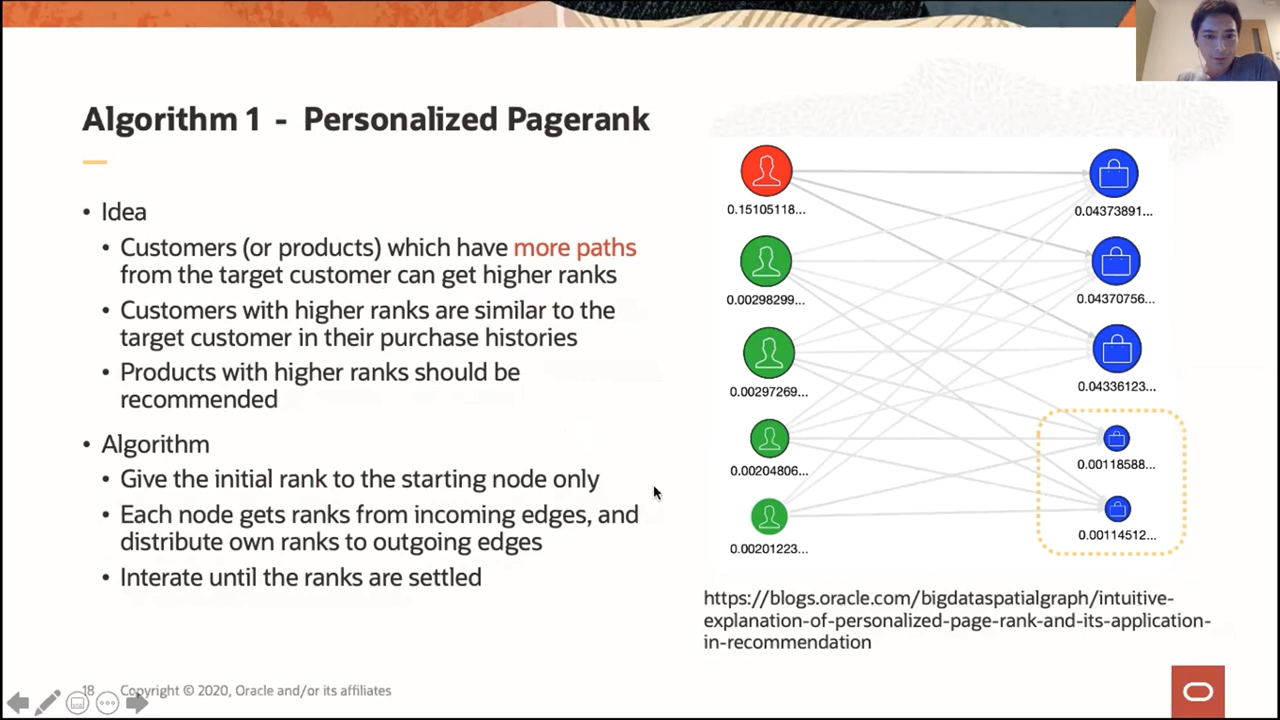 Algorithm 1 - Personalized Pagerank
• Idea
• Customers (or products) which have more paths
from the target customer can get higher ranks
• Customers with higher ranks are similar to the
target customer in their purchase histories
• Products with higher ranks should be
recommended
• Algorithm
• Give the initial rank to the starting node only
• Each node gets ranks from incoming edges, and
distribute own ranks to outgoing edges
• Interate until the ranks are settled
0.15105118...
0.00298299...
0.00297269...
0.00204806...
0.00201223...
0.04373891...
0.04370756...
0.04336123...
0.00118588...
0.00114512...
https://blogs.oracle.com/bigdataspatialgraph/intuitive-
explanation-of-personalized-page-rank-and-its-application-
in-recommendation
18 Copyright © 2020, Oracle and/or its affiliates